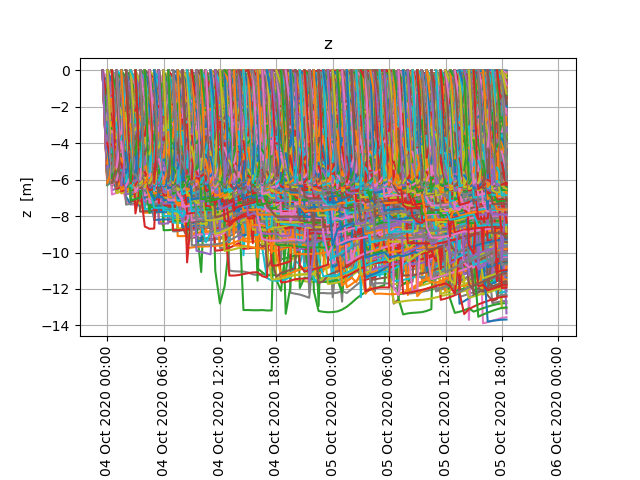 z
0
−2
−4
−6
−8
−10
−12
−14
z [m]
04 Oct 2020 00:00
04 Oct 2020 06:00
04 Oct 2020 12:00
04 Oct 2020 18:00
05 Oct 2020 00:00
05 Oct 2020 06:00
05 Oct 2020 12:00
05 Oct 2020 18:00
06 Oct 2020 00:00